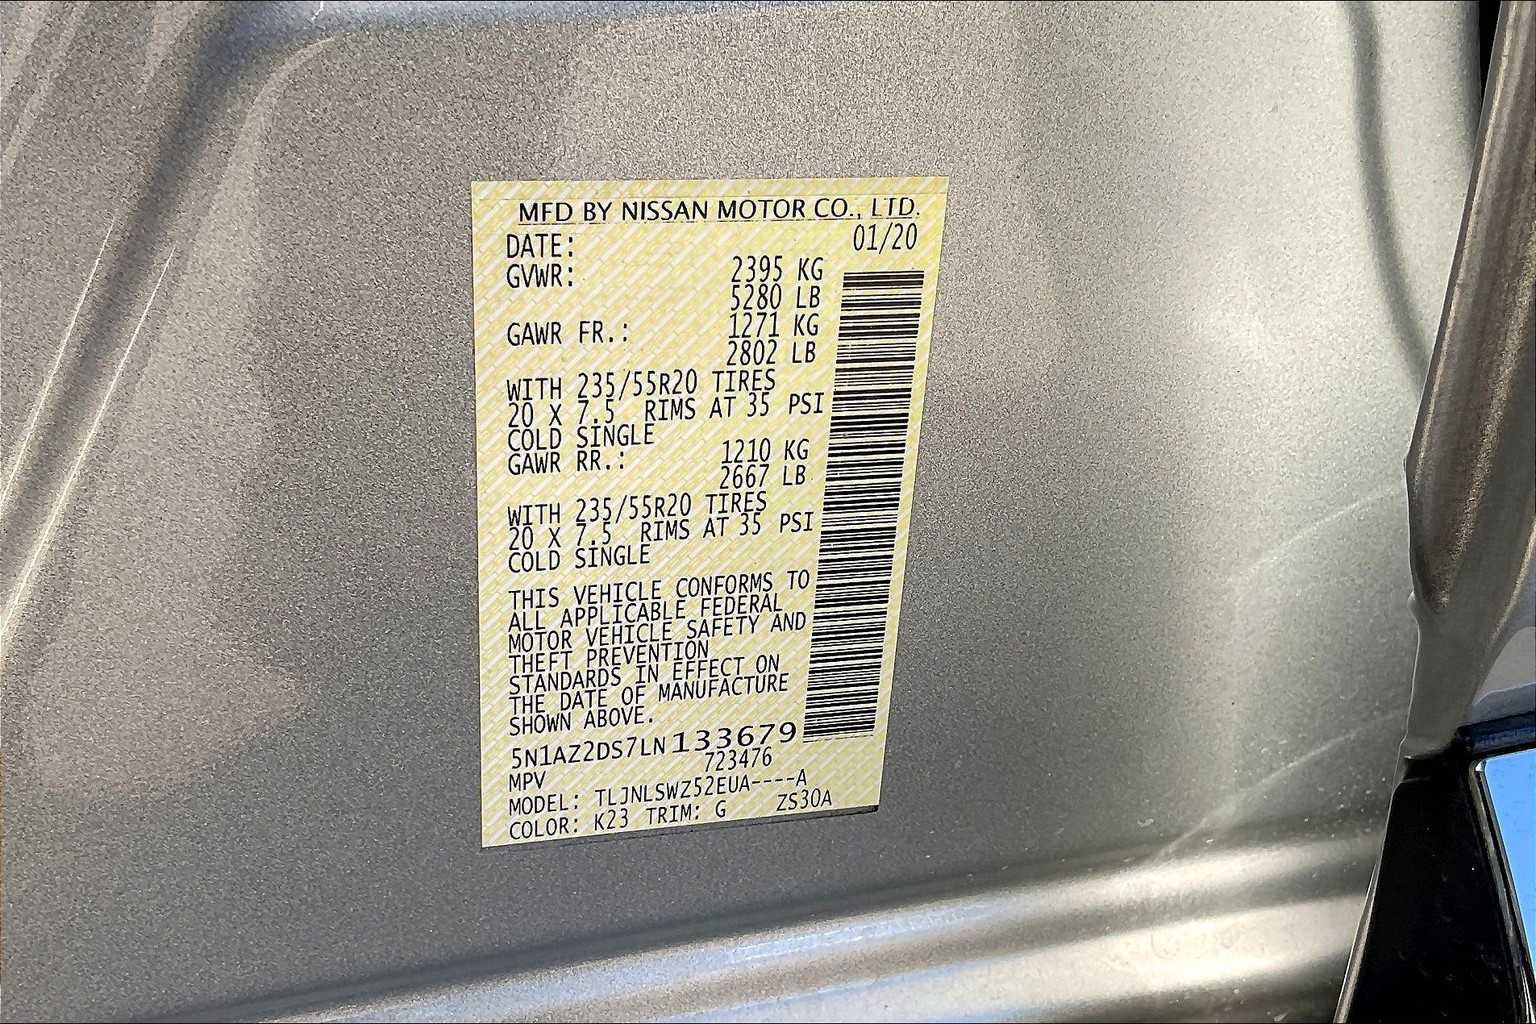 MFD BY NISSAN MOTOR CO., LTD.
DATE: 01/20
GVWR: 2395 KG
5280 LB
GAWR FR.: 1271 KG
2802 LB
WITH 235/55R20 TIRES
20 X 7.5 RIMS AT 35 PSI
COLD SINGLE
GAWR RR.: 1210 KG
2667 LB
WITH 235/55R20 TIRES
20 X 7.5 RIMS AT 35 PSI
COLD SINGLE
THIS VEHICLE CONFORMS TO
ALL APPLICABLE FEDERAL
MOTOR VEHICLE SAFETY AND
THEFT PREVENTION
STANDARDS IN EFFECT ON
THE DATE OF MANUFACTURE
SHOWN ABOVE.
5N1AZ2DS7LN133679
MPV 723476
MODEL: TLJNLSWZ52EUA----A
COLOR: K23 TRIM: G ZS30A